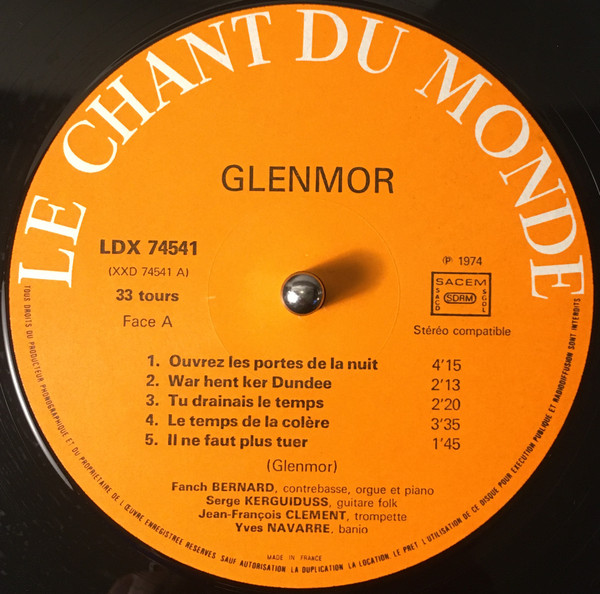 LE CHANT DU MONDE
GLENMOR
LDX 74541
(XXD 74541 A)
33 tours
Face A
℗ 1974
SACEM
SACD
SDRM
SGDL
Stéréo compatible
1. Ouvrez les portes de la nuit 4'15
2. War hent ker Dundee 2'13
3. Tu drainais le temps 2'20
4. Le temps de la colère 3'35
5. Il ne faut plus tuer 1'45
(Glenmor)
Fanch BERNARD, contrebasse, orgue et piano
Serge KERGUIDUSS, guitare folk
Jean-François CLEMENT, trompette
Yves NAVARRE, banio
MADE IN FRANCE
TOUS DROITS DU PRODUCTEUR PHONOGRAPHIQUE ET DU PROPRIETAIRE DE L'ŒUVRE ENREGISTREE RESERVES. SAUF AUTORISATION LA DUPLICATION, LA LOCATION, LE PRET, L'UTILISATION DE CE DISQUE POUR EXECUTION PUBLIQUE ET RADIODIFFUSION SONT INTERDITS